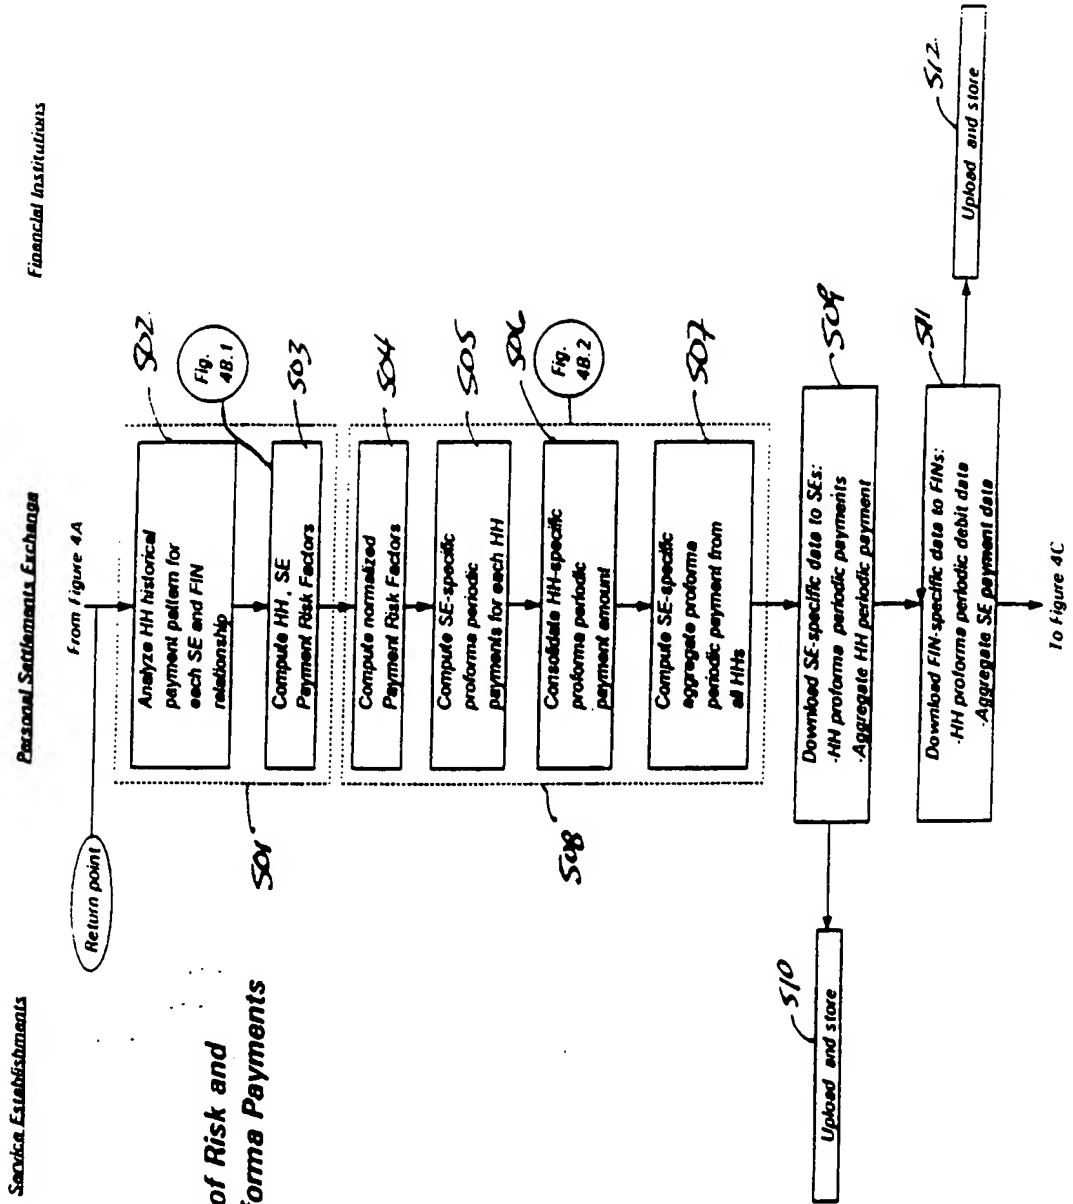 Service Establishments
Personal Settlements Exchange
Financial Institutions
of Risk and
forma Payments
Return point
From Figure 4A
Analyze HH historical
payment pattern for
each SE and FIN
relationship
502
Fig.
4B.1
Compute HH, SE
Payment Risk Factors
503
501
Compute normalized
Payment Risk Factors
504
Compute SE-specific
proforma periodic
payments for each HH
505
Consolidate HH-specific
proforma periodic
payment amount
506
Fig.
4B.2
Compute SE-specific
aggregate proforma
periodic payment from
all HHs
507
508
Download SE-specific data to SEs:
-HH proforma periodic payments
-Aggregate HH periodic payment
509
Upload and store
510
Download FIN-specific data to FINs:
-HH proforma periodic debit data
-Aggregate SE payment data
511
Upload and store
512
To Figure 4C